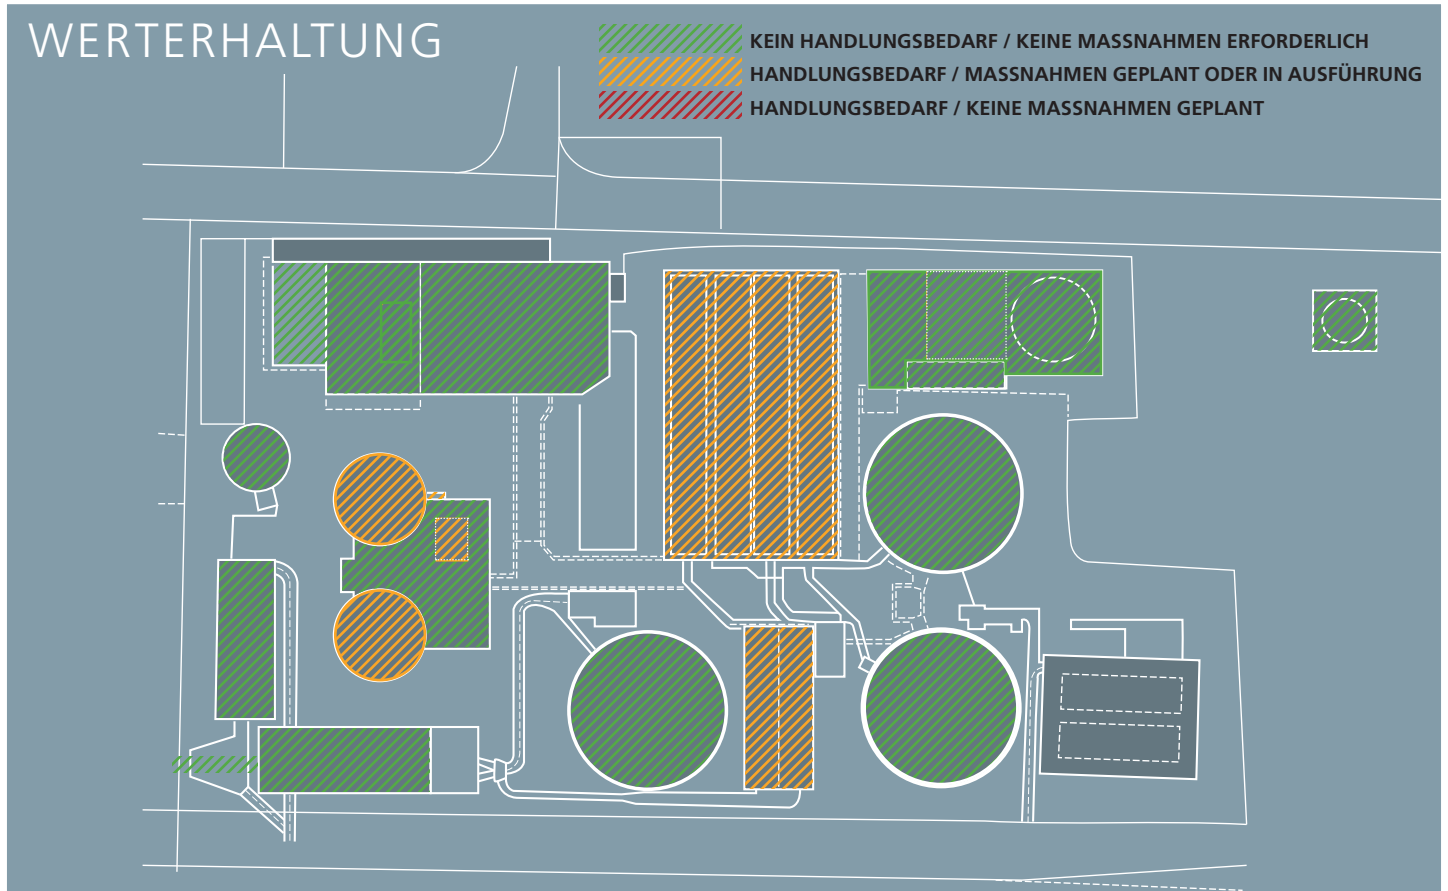 WERTERHALTUNG
KEIN HANDLUNGSBEDARF / KEINE MASSNAHMEN ERFORDERLICH
HANDLUNGSBEDARF / MASSNAHMEN GEPLANT ODER IN AUSFÜHRUNG
HANDLUNGSBEDARF / KEINE MASSNAHMEN GEPLANT